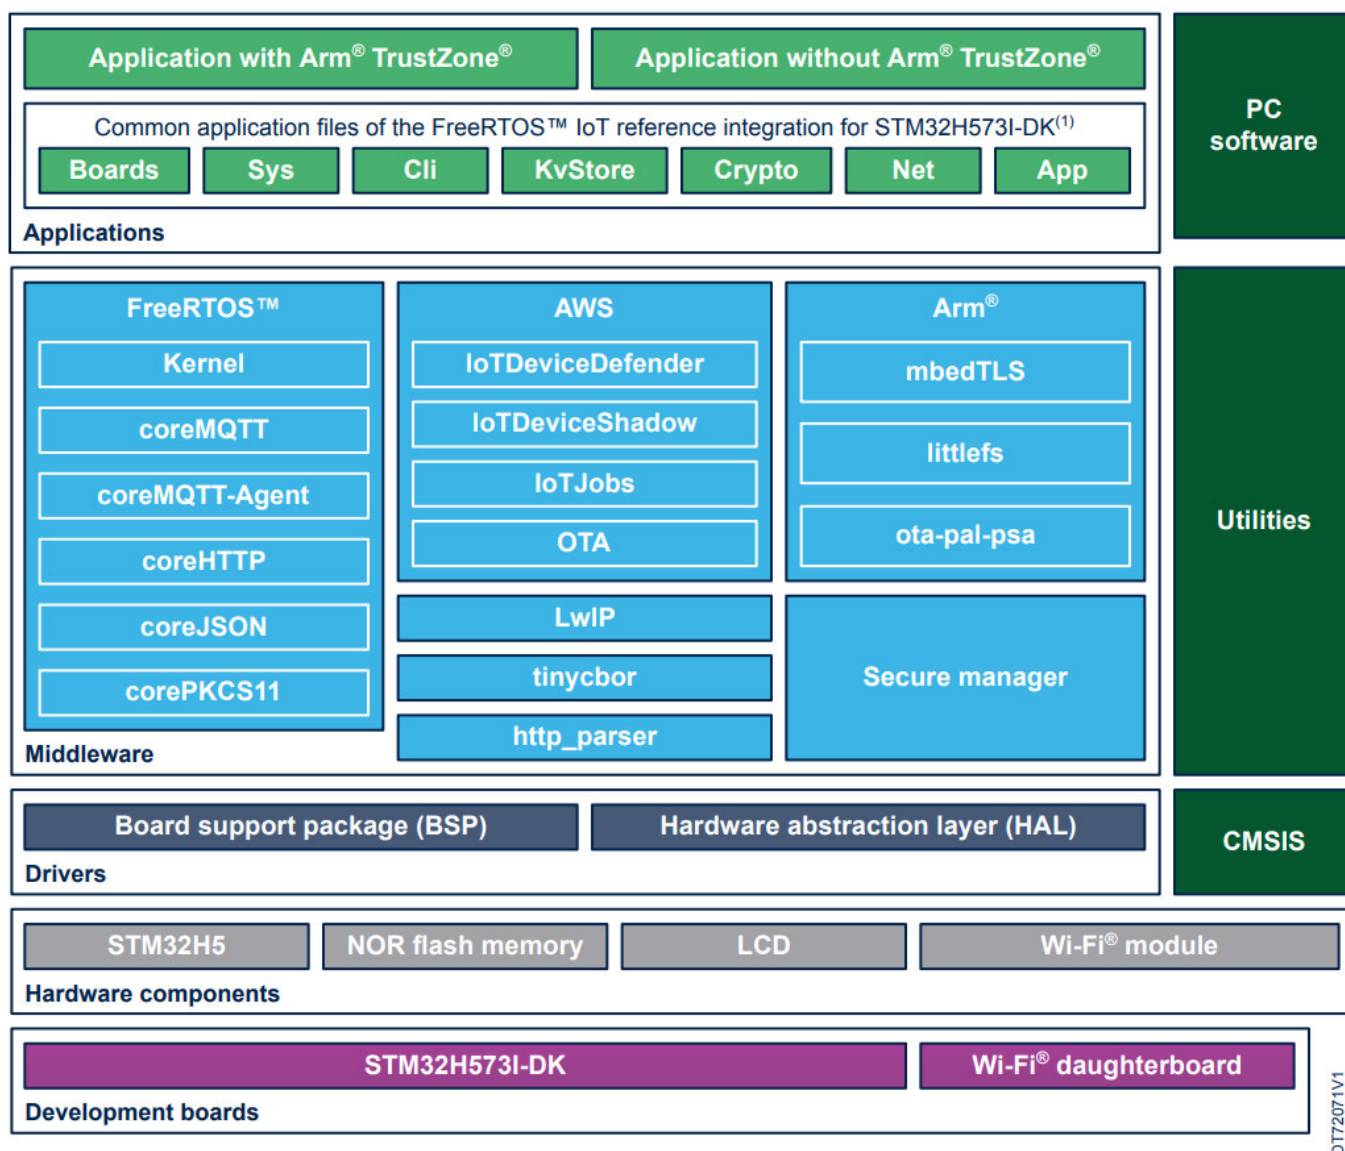 Application with Arm® TrustZone®
Application without Arm® TrustZone®
PC
software
Common application files of the FreeRTOS™ IoT reference integration for STM32H573I-DK(1)
Boards
Sys
Cli
KvStore
Crypto
Net
App
Applications
FreeRTOS™
Kernel
coreMQTT
coreMQTT-Agent
coreHTTP
coreJSON
corePKCS11
AWS
IoTDeviceDefender
IoTDeviceShadow
IoTJobs
OTA
LwIP
tinycbor
http_parser
Arm®
mbedTLS
littlefs
ota-pal-psa
Secure manager
Middleware
Utilities
Board support package (BSP)
Hardware abstraction layer (HAL)
Drivers
CMSIS
STM32H5
NOR flash memory
LCD
Wi-Fi® module
Hardware components
STM32H573I-DK
Wi-Fi® daughterboard
Development boards
DT72071V1